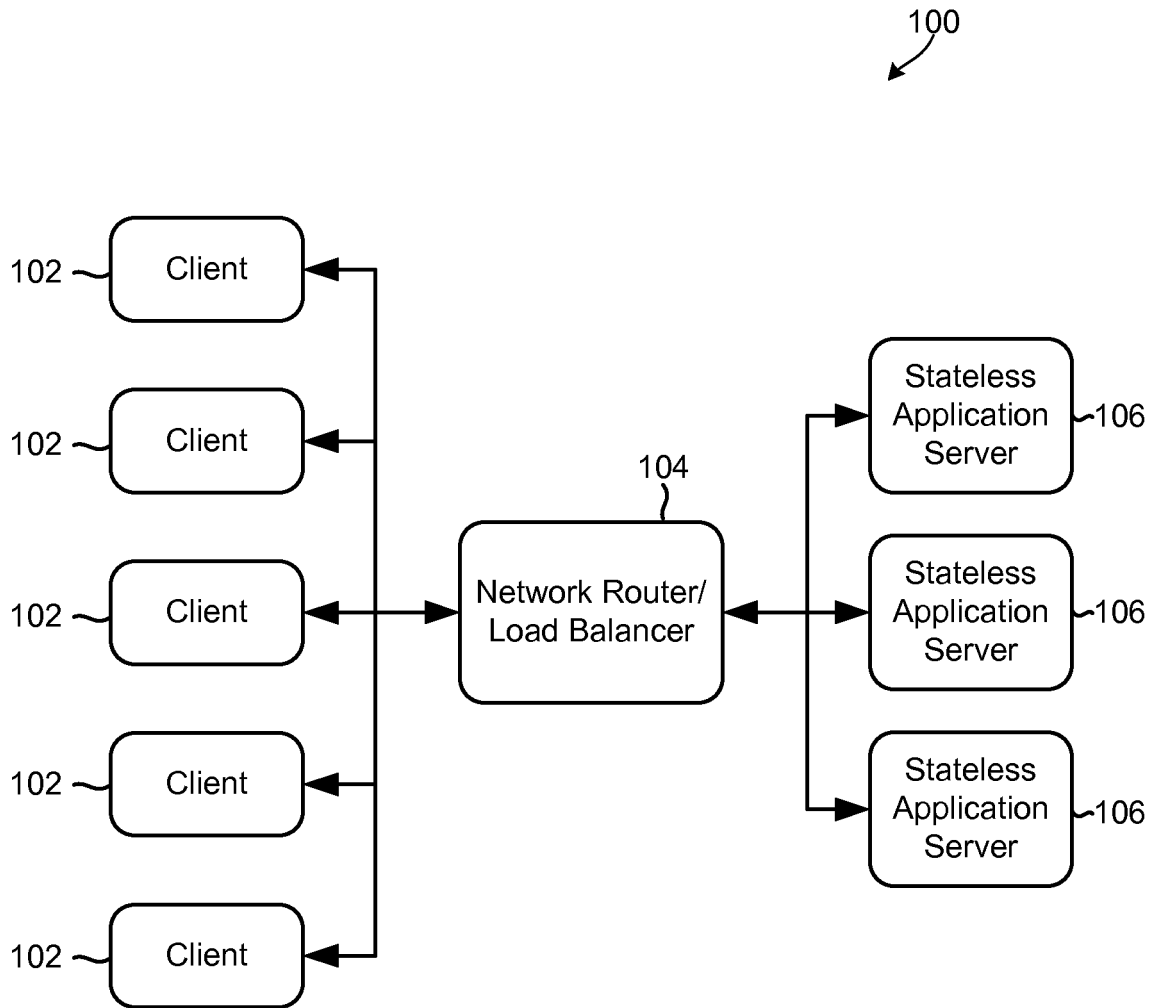 100
102
Client
102
Client
102
Client
102
Client
102
Client
104
Network Router/
Load Balancer
Stateless
Application
Server
106
Stateless
Application
Server
106
Stateless
Application
Server
106